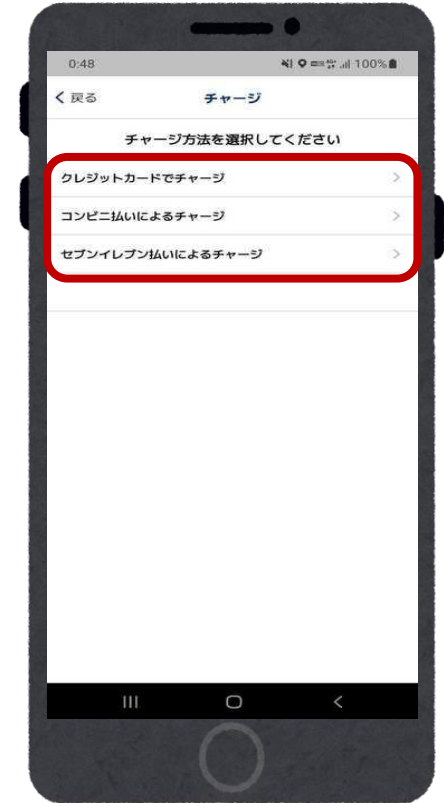 0:48
100%
戻る
チャージ
チャージ方法を選択してください
クレジットカードでチャージ
コンビニ払いによるチャージ
セブンイレブン払いによるチャージ